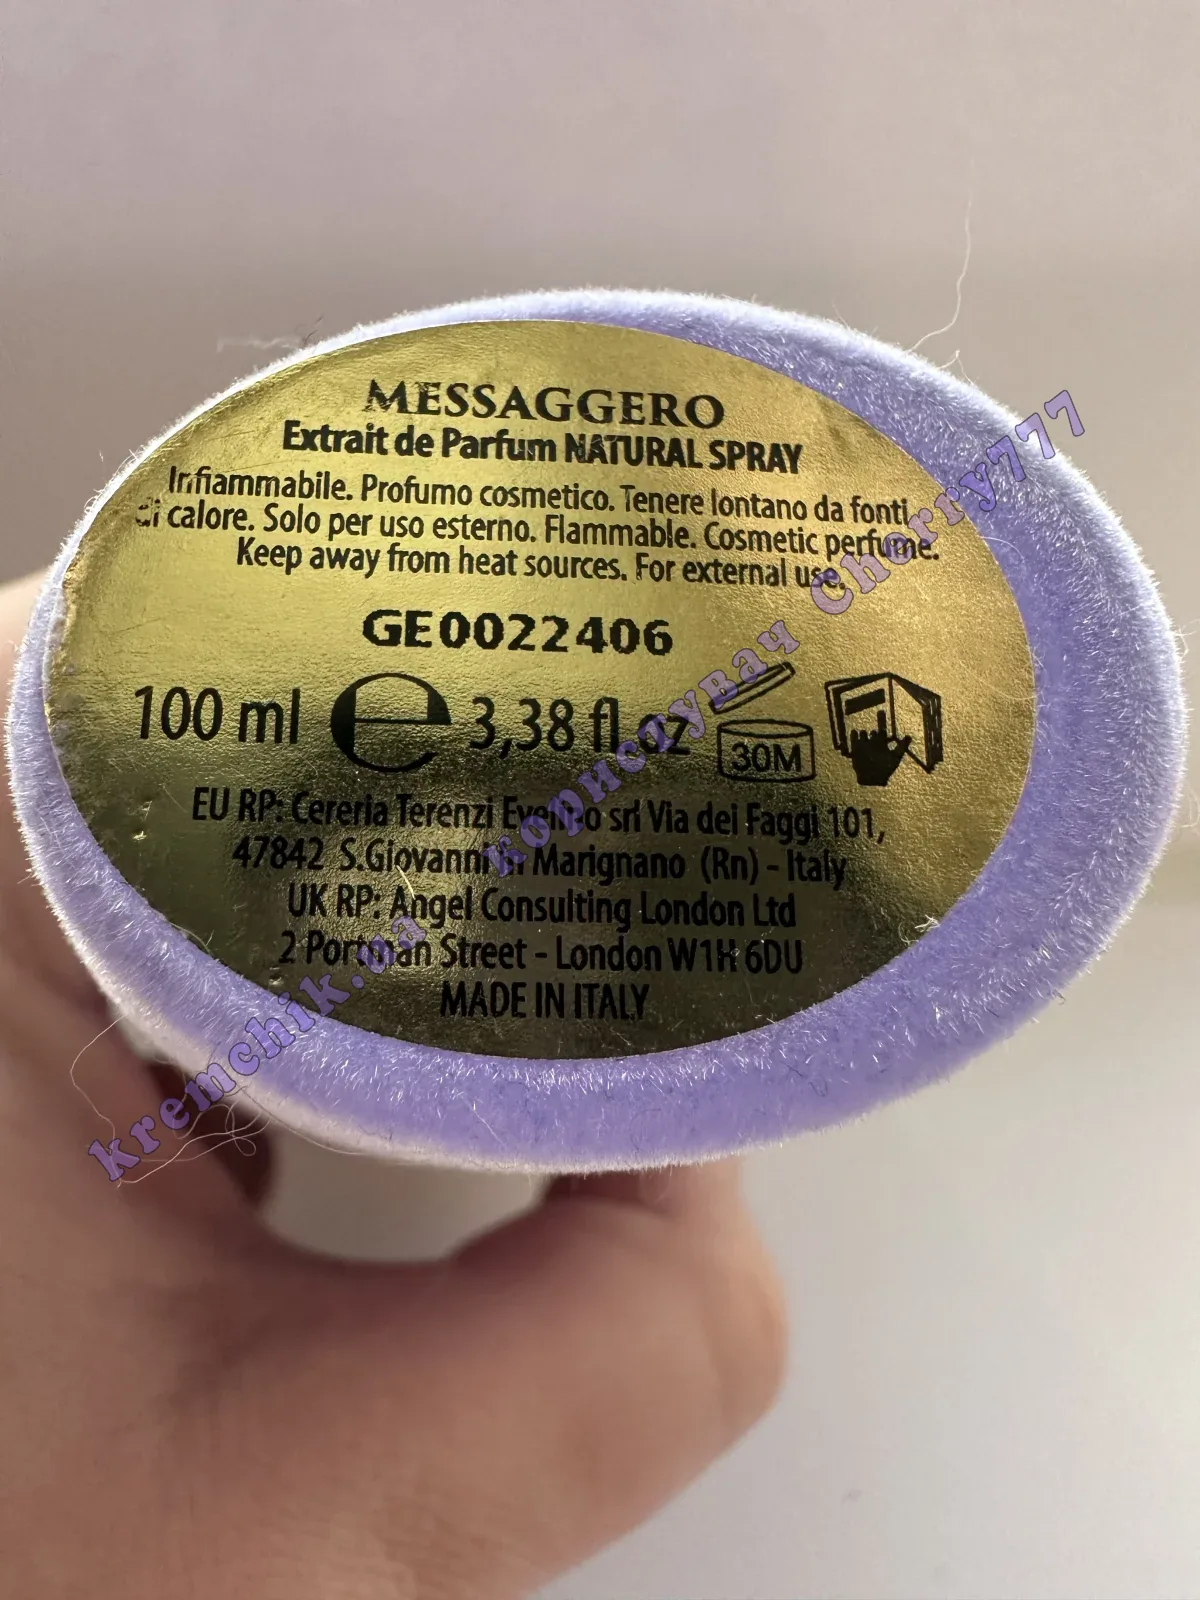 MESSAGGERO
Extrait de Parfum NATURAL SPRAY
Infiammabile. Profumo cosmetico. Tenere lontano da fonti
di calore. Solo per uso esterno. Flammable. Cosmetic perfume.
Keep away from heat sources. For external use.
GE0022406
100 ml e 3,38 fl.oz 30M
EU RP: Cereria Terenzi Evelino srl Via dei Faggi 101,
47842 S.Giovanni in Marignano (Rn) - Italy
UK RP: Angel Consulting London Ltd
2 Portman Street - London W1H 6DU
MADE IN ITALY
kremchik.ua користувач Cherry777